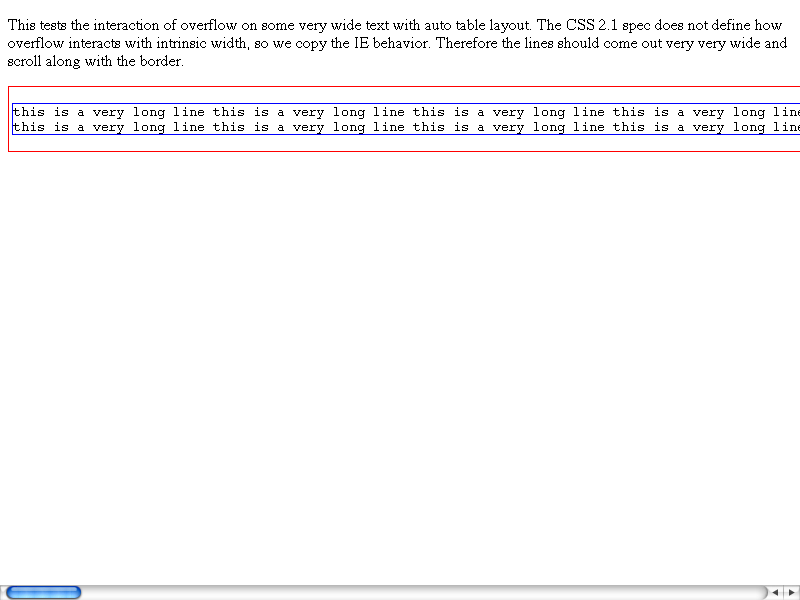 This tests the interaction of overflow on some very wide text with auto table layout. The CSS 2.1 spec does not define how
overflow interacts with intrinsic width, so we copy the IE behavior. Therefore the lines should come out very very wide and
scroll along with the border.
this is a very long line this is a very long line this is a very long line this is a very long line
this is a very long line this is a very long line this is a very long line this is a very long line